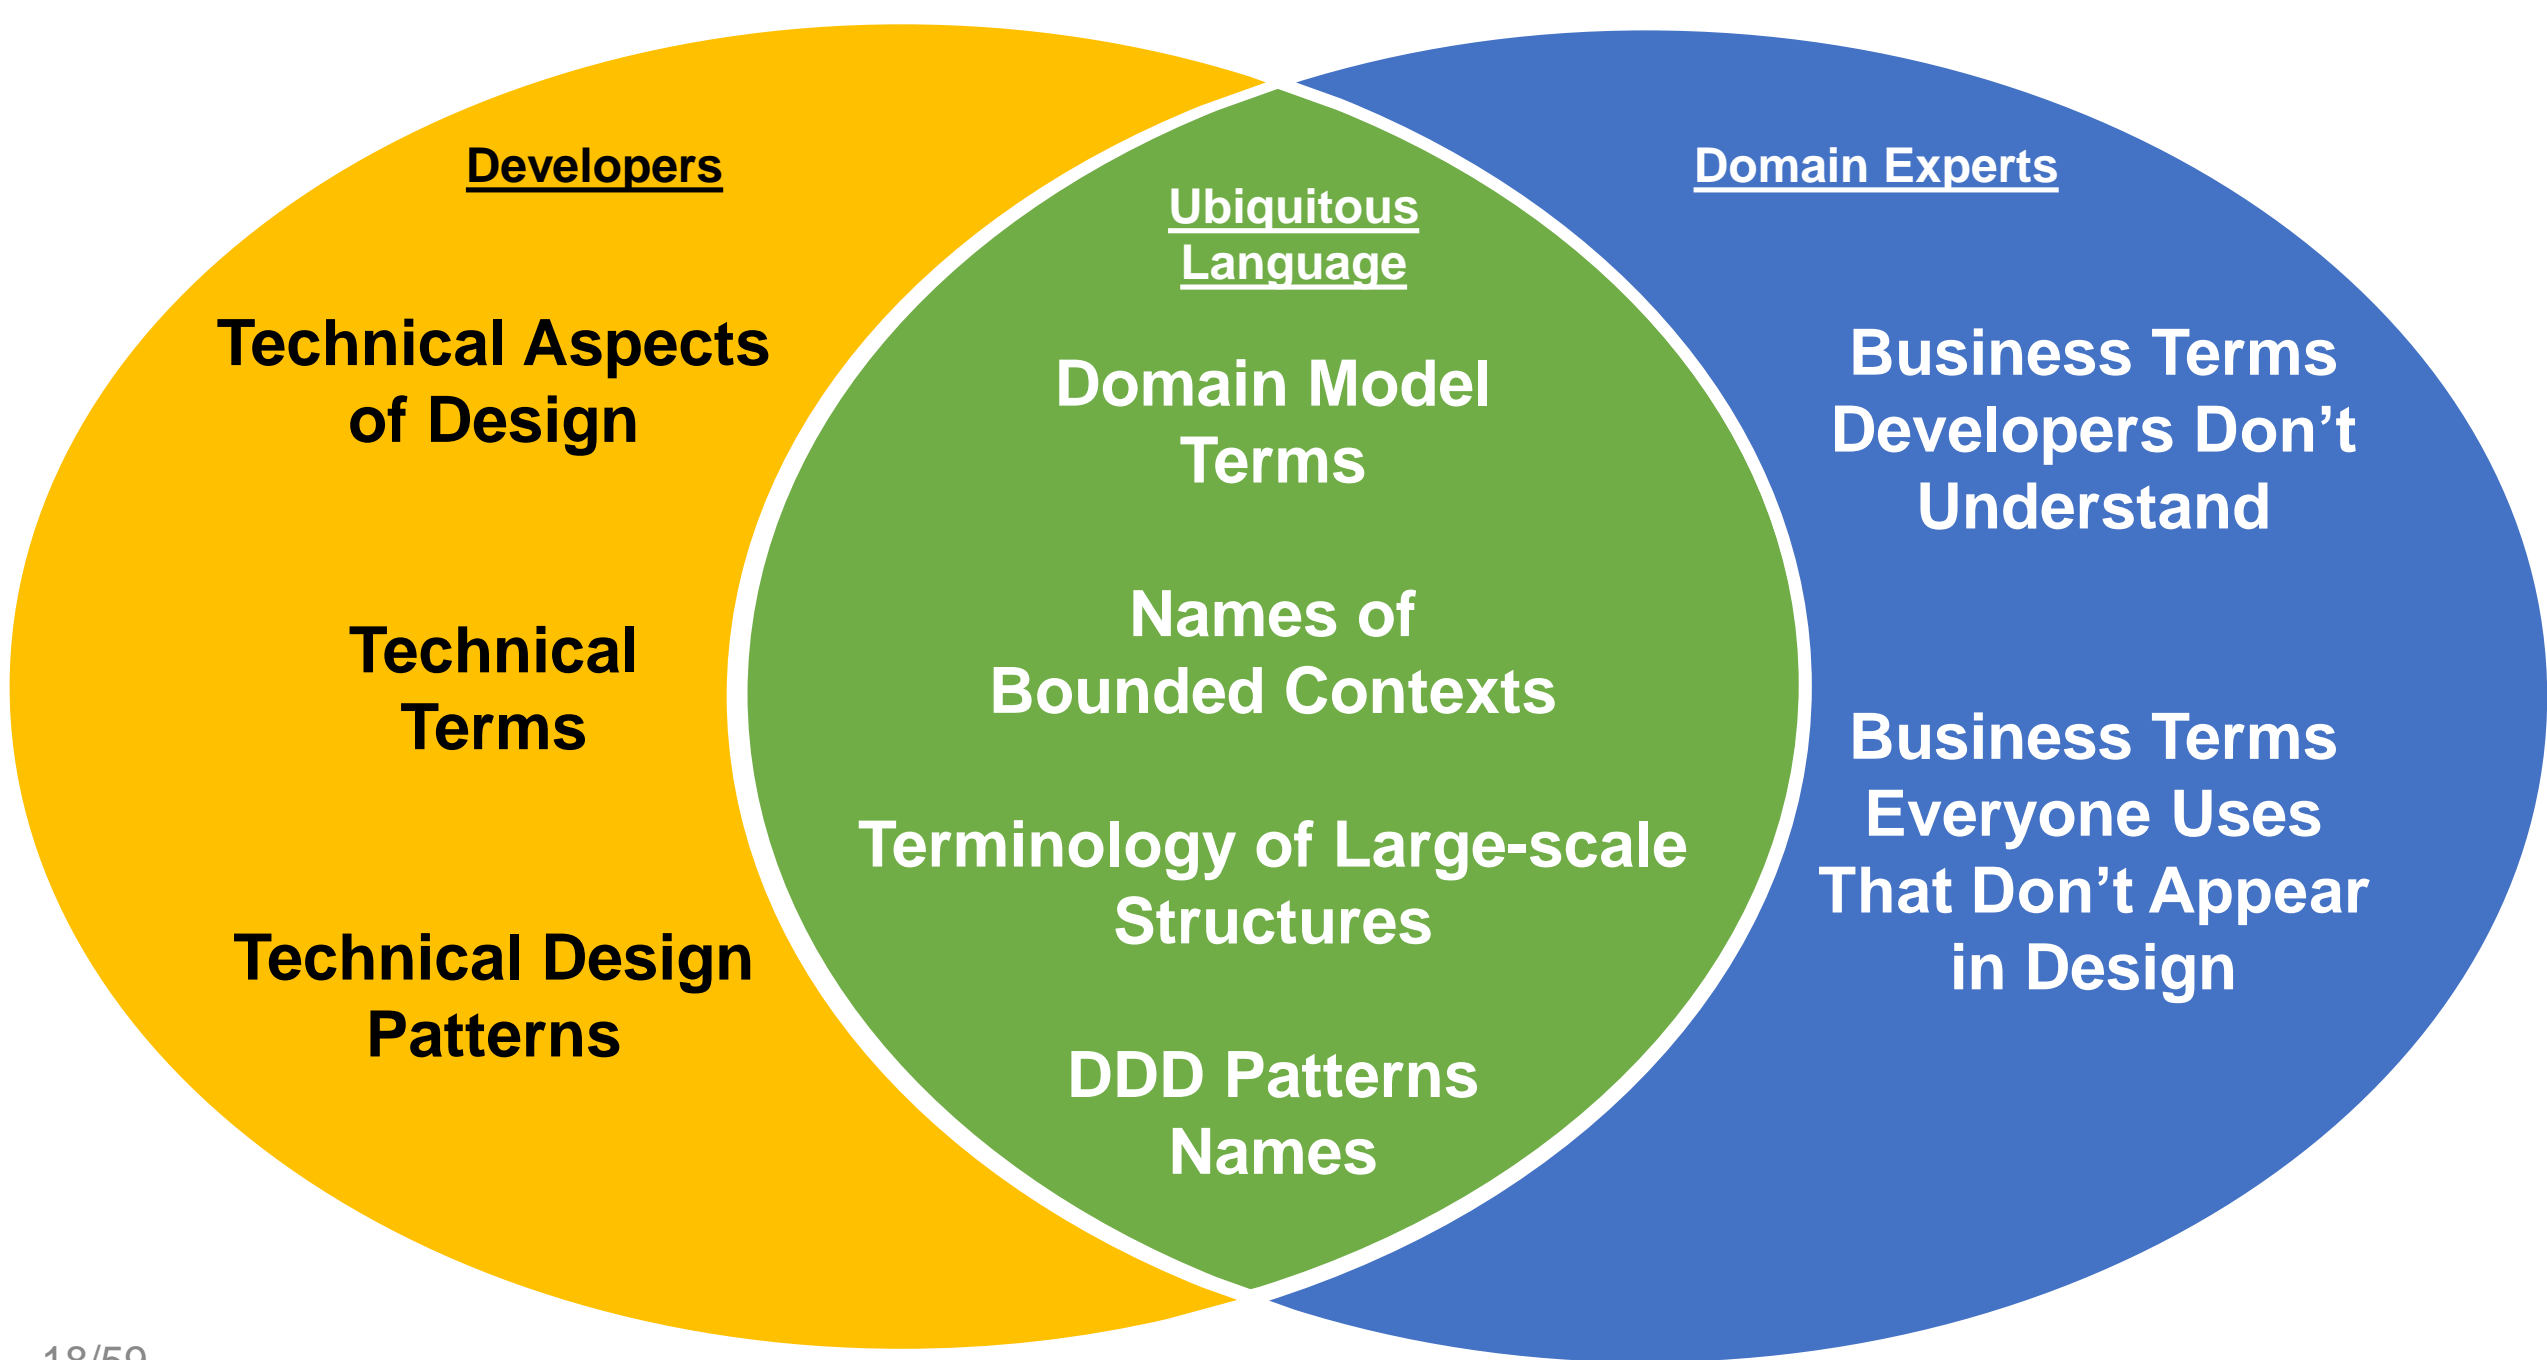 Developers
Technical Aspects
of Design
Technical
Terms
Technical Design
Patterns
Ubiquitous
Language
Domain Model
Terms
Names of
Bounded Contexts
Terminology of Large-scale
Structures
DDD Patterns
Names
Domain Experts
Business Terms
Developers Don’t
Understand
Business Terms
Everyone Uses
That Don’t Appear
in Design
18/59